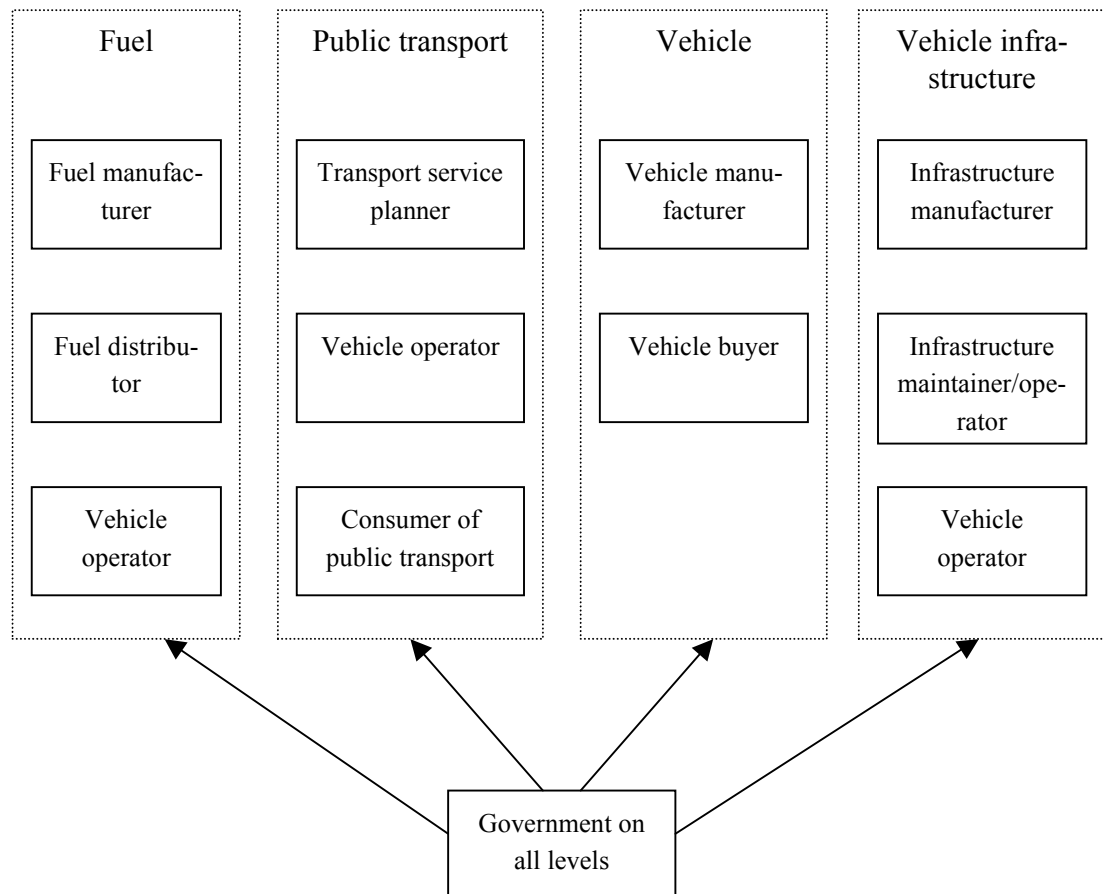 Fuel
Public transport
Vehicle
Vehicle infra-
structure
Fuel manufac-
turer
Transport service
planner
Vehicle manu-
facturer
Infrastructure
manufacturer
Fuel distribu-
tor
Vehicle operator
Vehicle buyer
Infrastructure
maintainer/ope-
rator
Vehicle
operator
Consumer of
public transport
Vehicle
operator
Government on
all levels